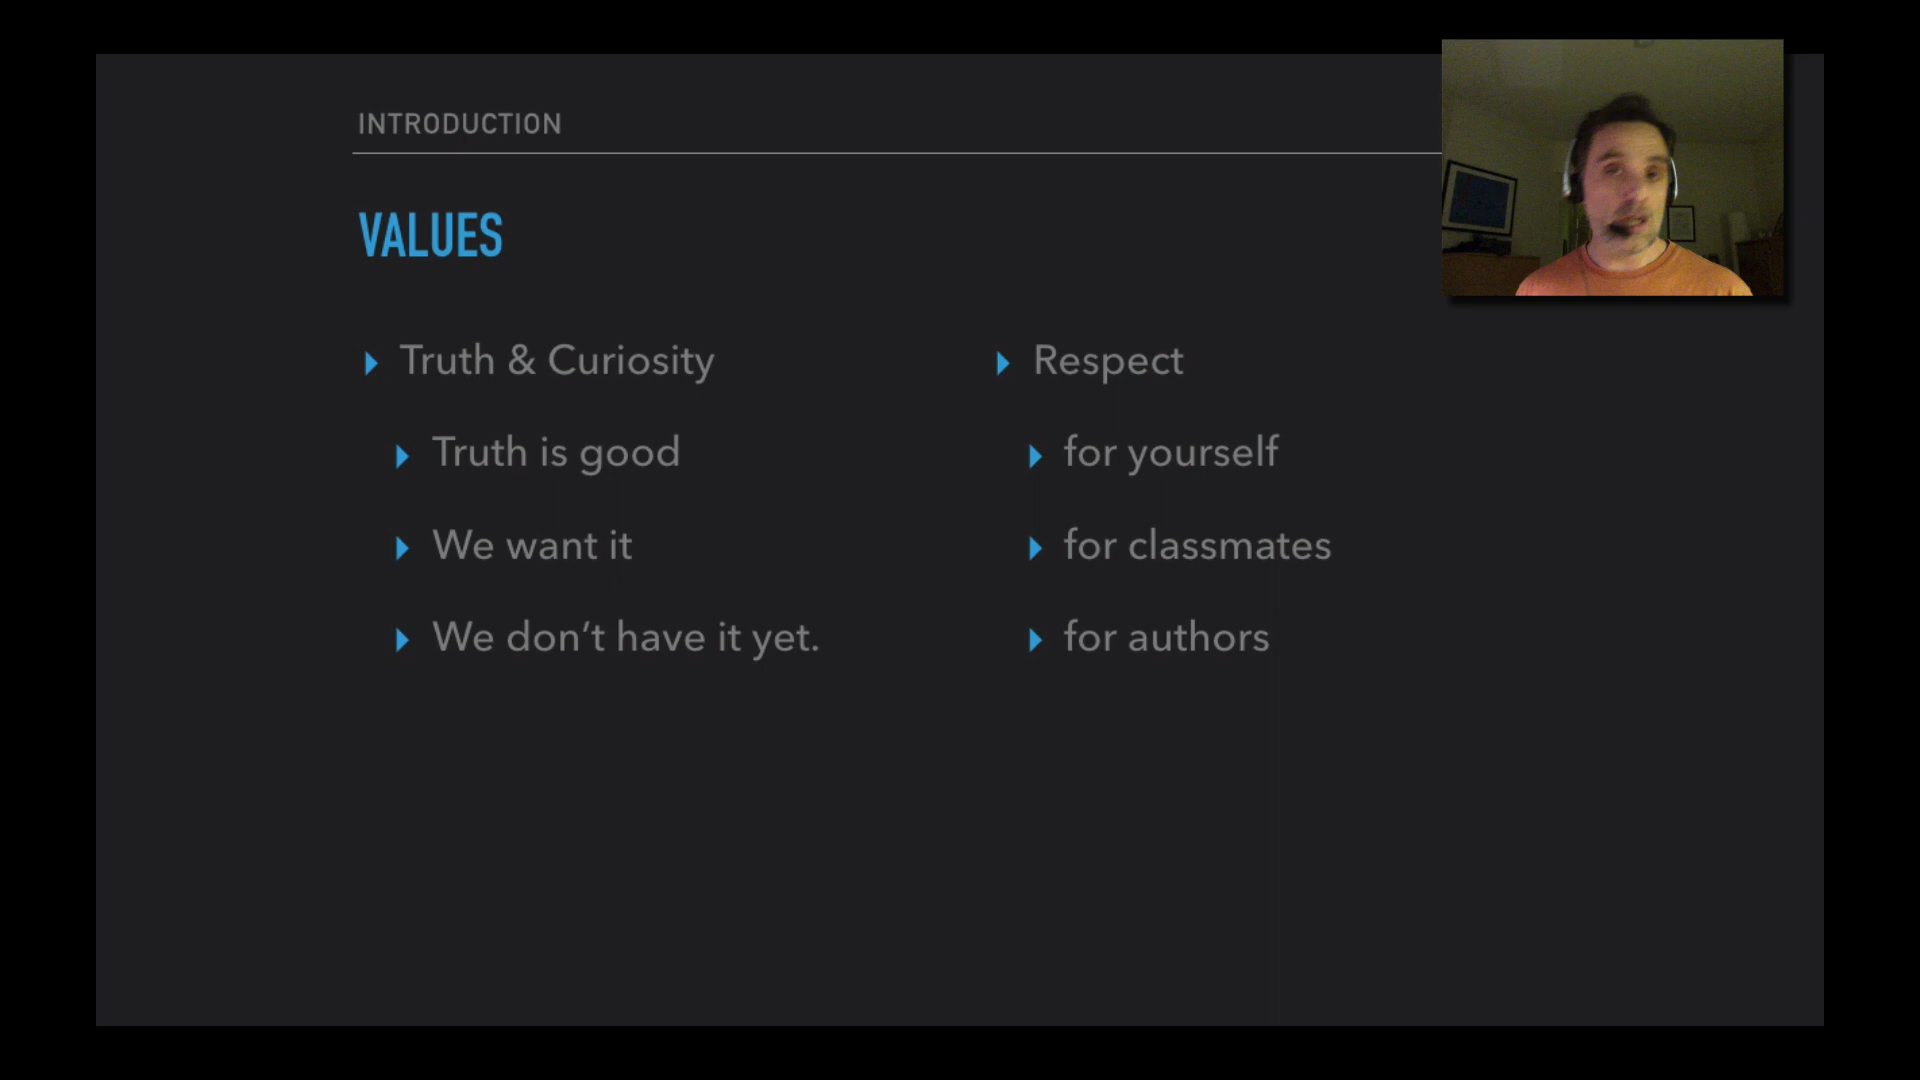 INTRODUCTION
VALUES
Truth & Curiosity
Truth is good
We want it
We don’t have it yet.
Respect
for yourself
for classmates
for authors